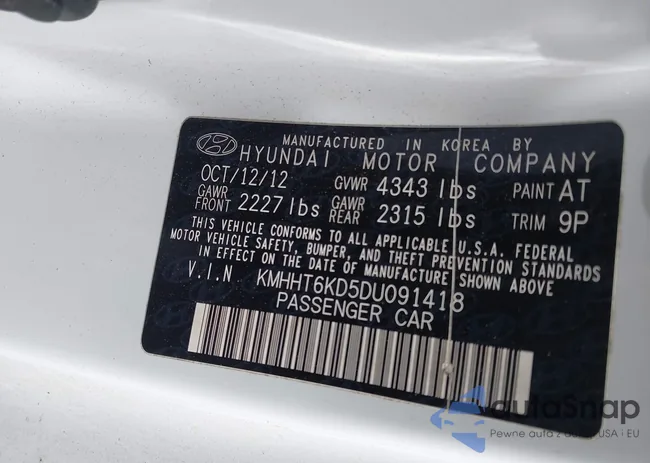 MANUFACTURED IN KOREA BY
HYUNDAI MOTOR COMPANY
OCT/12/12 GVWR 4343 lbs PAINT AT
GAWR FRONT 2227 lbs GAWR REAR 2315 lbs TRIM 9P
THIS VEHICLE CONFORMS TO ALL APPLICABLE U.S.A. FEDERAL
MOTOR VEHICLE SAFETY, BUMPER, AND THEFT PREVENTION STANDARDS
IN EFFECT ON THE DATE OF MANUFACTURE SHOWN ABOVE
V.I.N KMHHT6KD5DU091418
PASSENGER CAR
autoSnap
Pewne auta z USA i EU